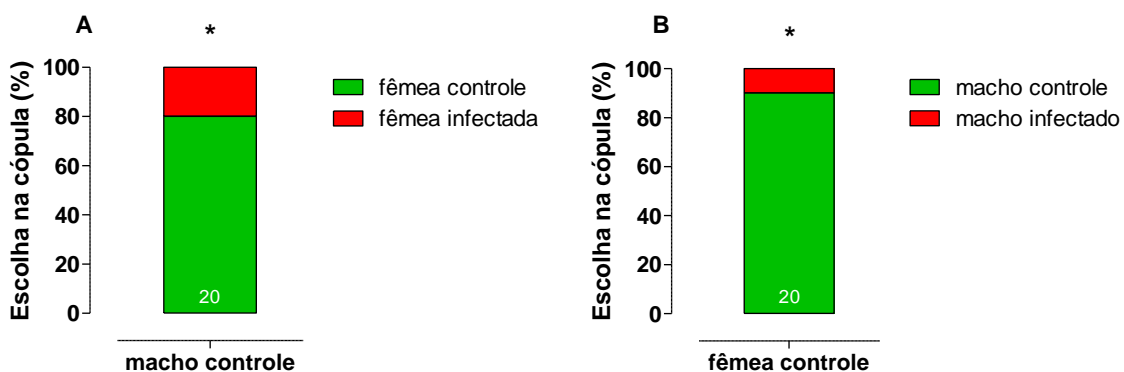 A
*
Escolha na cópula (%)
100
80
60
40
20
0
20
macho controle
fêmea controle
fêmea infectada
B
*
Escolha na cópula (%)
100
80
60
40
20
0
20
fêmea controle
macho controle
macho infectado